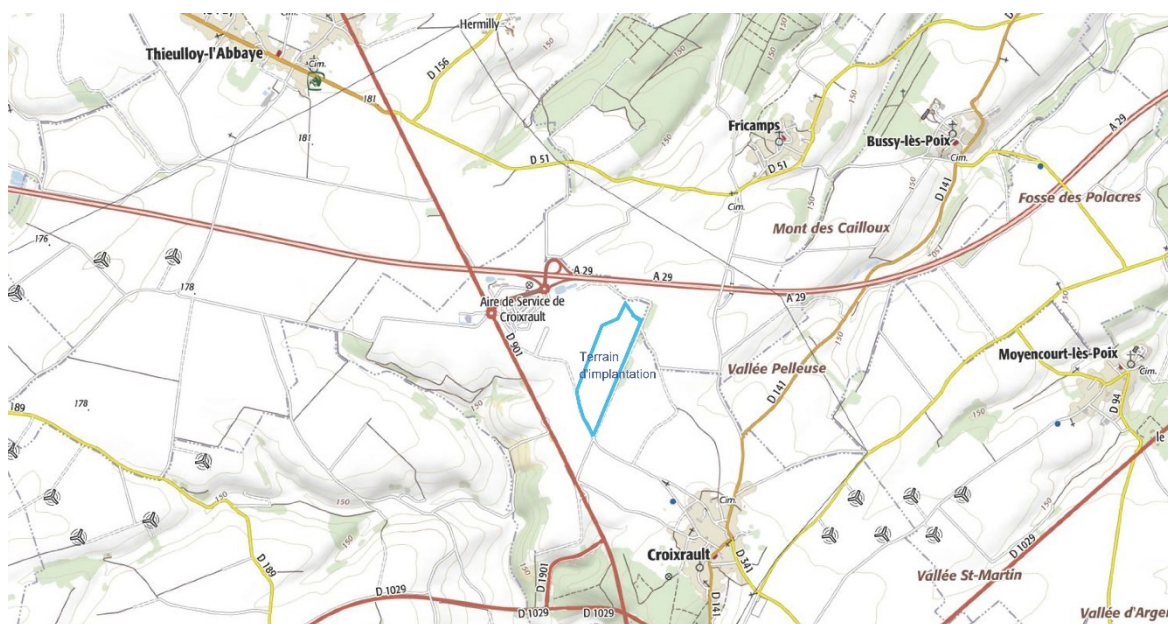 Hermilly
150
Thieulloy-l'Abbaye
Cim.
D 156
181
181
D 51
Fricamps
D 51
Cim.
Bussy-lès-Poix
Cim.
D 141
A 29
Fosse des Polacres
Mont des Cailloux
150
176
178
A 29
A 29
A 29
Aire de Service de
Croixrault
D 901
Terrain
d'implantation
Vallée Pelleuse
D 141
Moyencourt-lès-Poix
Cim.
D 94
le
189
178
150
150
D 189
Cim.
Croixrault
D 341
D 141
D 1901
D 1029
D 1029
D 1029
Vallée St-Martin
Vallée d'Argen